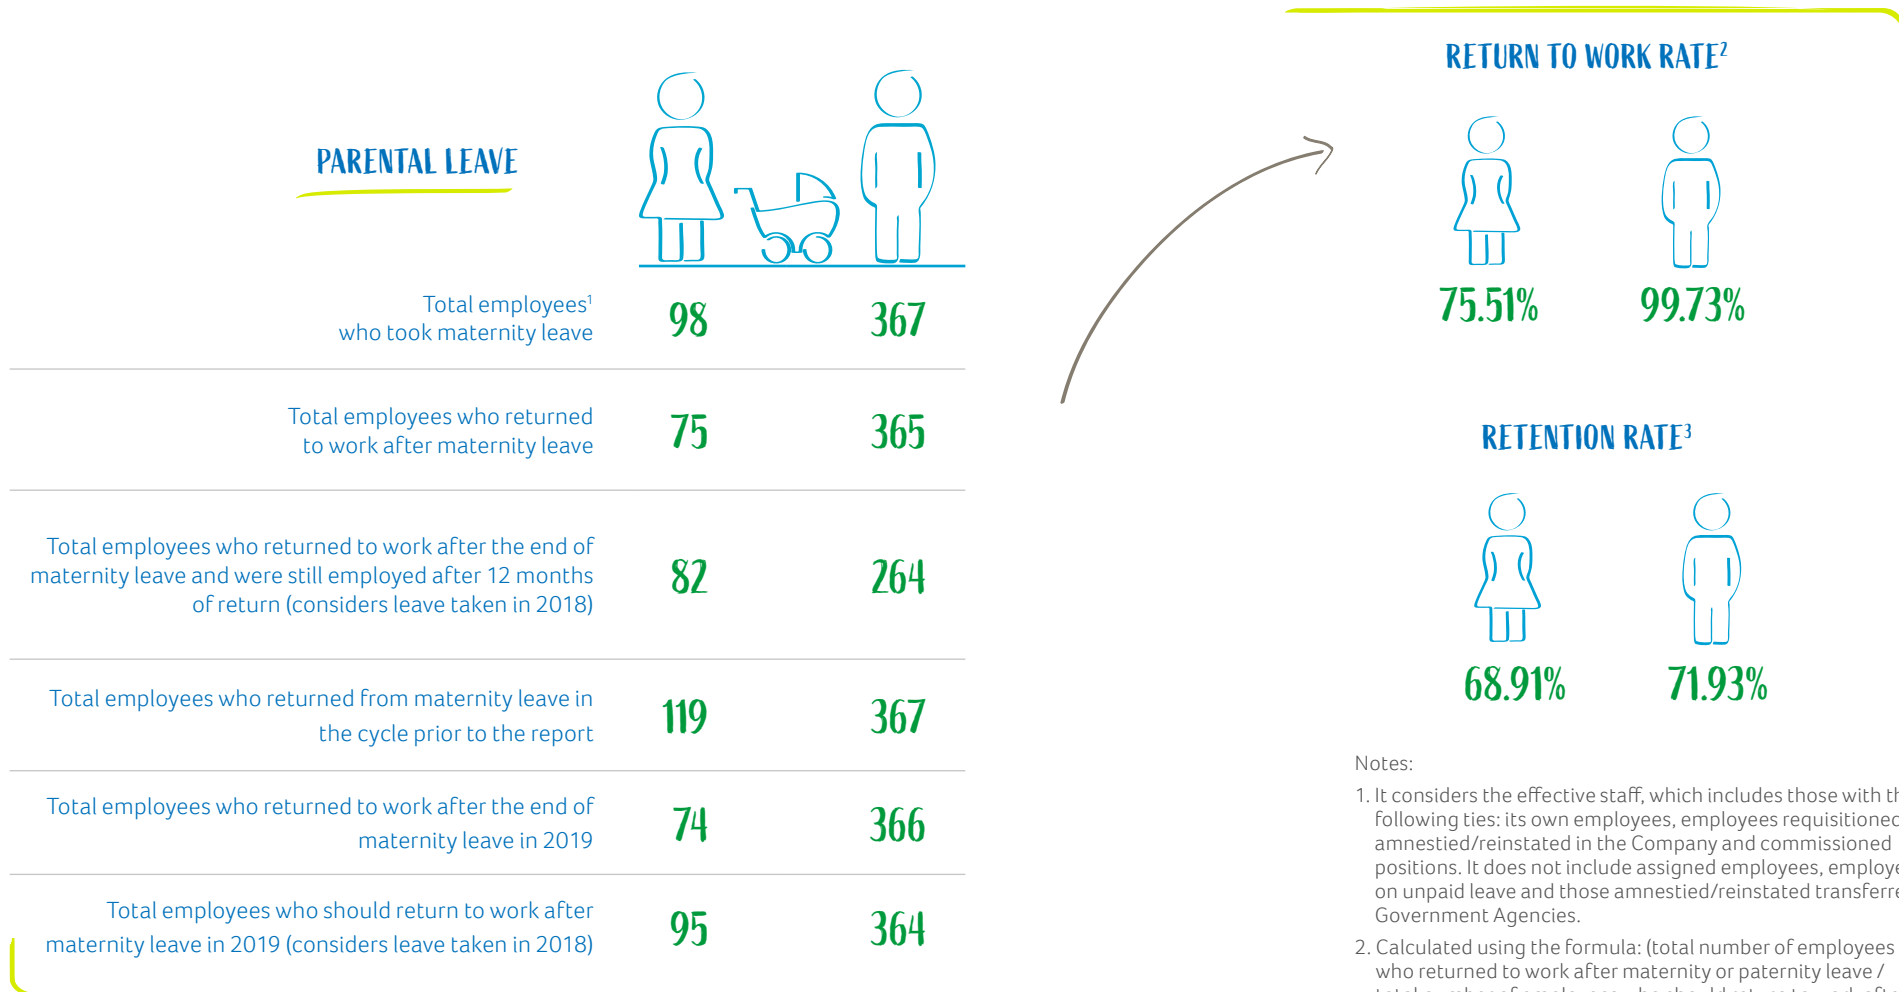 PARENTAL LEAVE
Total employees1
who took maternity leave
98 367
Total employees who returned
to work after maternity leave
75 365
Total employees who returned to work after the end of
maternity leave and were still employed after 12 months
of return (considers leave taken in 2018)
82 264
Total employees who returned from maternity leave in
the cycle prior to the report
119 367
Total employees who returned to work after the end of
maternity leave in 2019
74 366
Total employees who should return to work after
maternity leave in 2019 (considers leave taken in 2018)
95 364
RETURN TO WORK RATE2
75.51% 99.73%
RETENTION RATE3
68.91% 71.93%
Notes:
1. It considers the effective staff, which includes those with
following ties: its own employees, employees requisitioned
amnestied/reinstated in the Company and commissioned
positions. It does not include assigned employees,
on unpaid leave and those amnestied/reinstated
Government Agencies.
2. Calculated using the formula: (total number of employees
who returned to work after maternity or paternity leave /